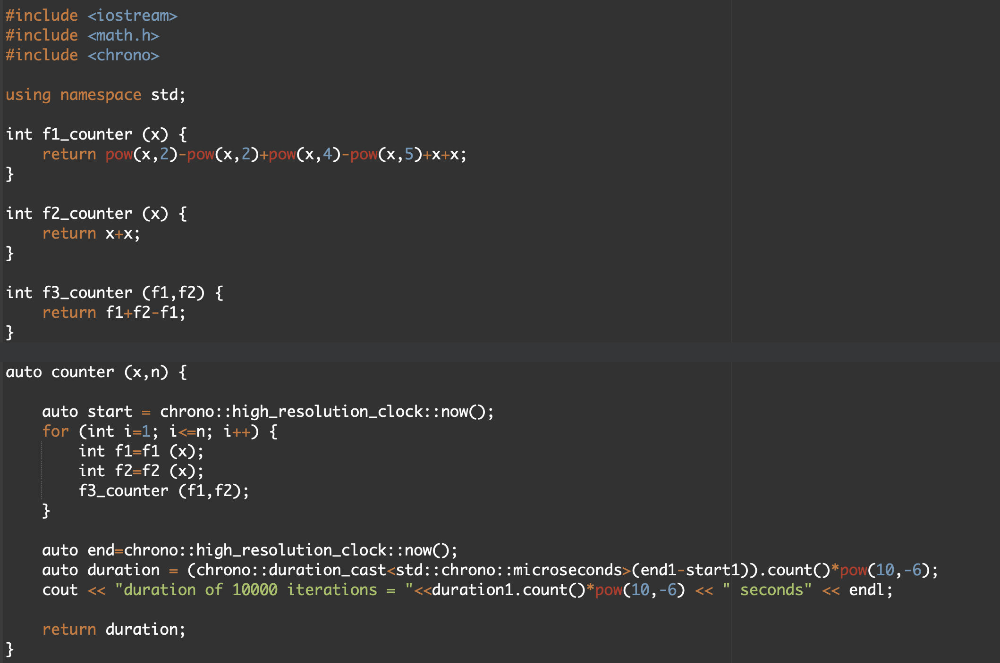 #include <iostream>
#include <math.h>
#include <chrono>
using namespace std;
int f1_counter (x) {
    return pow(x,2)-pow(x,2)+pow(x,4)-pow(x,5)+x+x;
}
int f2_counter (x) {
    return x+x;
}
int f3_counter (f1,f2) {
    return f1+f2-f1;
}
auto counter (x,n) {
    auto start = chrono::high_resolution_clock::now();
    for (int i=1; i<=n; i++) {
        int f1=f1 (x);
        int f2=f2 (x);
        f3_counter (f1,f2);
    }
    auto end=chrono::high_resolution_clock::now();
    auto duration = (chrono::duration_cast<std::chrono::microseconds>(end1-start1)).count()*pow(10,-6);
    cout << "duration of 10000 iterations = "<<duration1.count()*pow(10,-6) << " seconds" << endl;
    return duration;
}